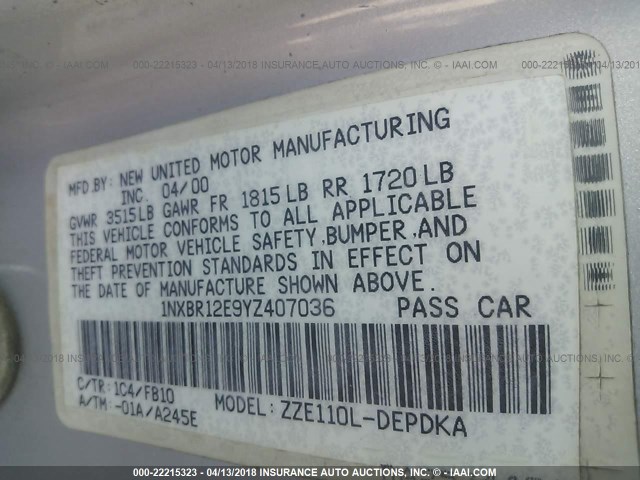 000-22215323 - 04/13/2018 - INSURANCE AUTO AUCTIONS, INC. © - IAAI.COM
MFD.BY: NEW UNITED MOTOR MANUFACTURING
INC. 04/00
GVWR 3515LB GAWR FR 1815LB RR 1720LB
THIS VEHICLE CONFORMS TO ALL APPLICABLE
FEDERAL MOTOR VEHICLE SAFETY,BUMPER,AND
THEFT PREVENTION STANDARDS IN EFFECT ON
THE DATE OF MANUFACTURE SHOWN ABOVE.
1NXBR12E9YZ407036 PASS CAR
C/TR:1C4/FB10
A/TM:-01A/A245E MODEL: ZZE110L-DEPDKA
000-22215323 - 04/13/2018 - INSURANCE AUTO AUCTIONS, INC. © - IAAI.COM